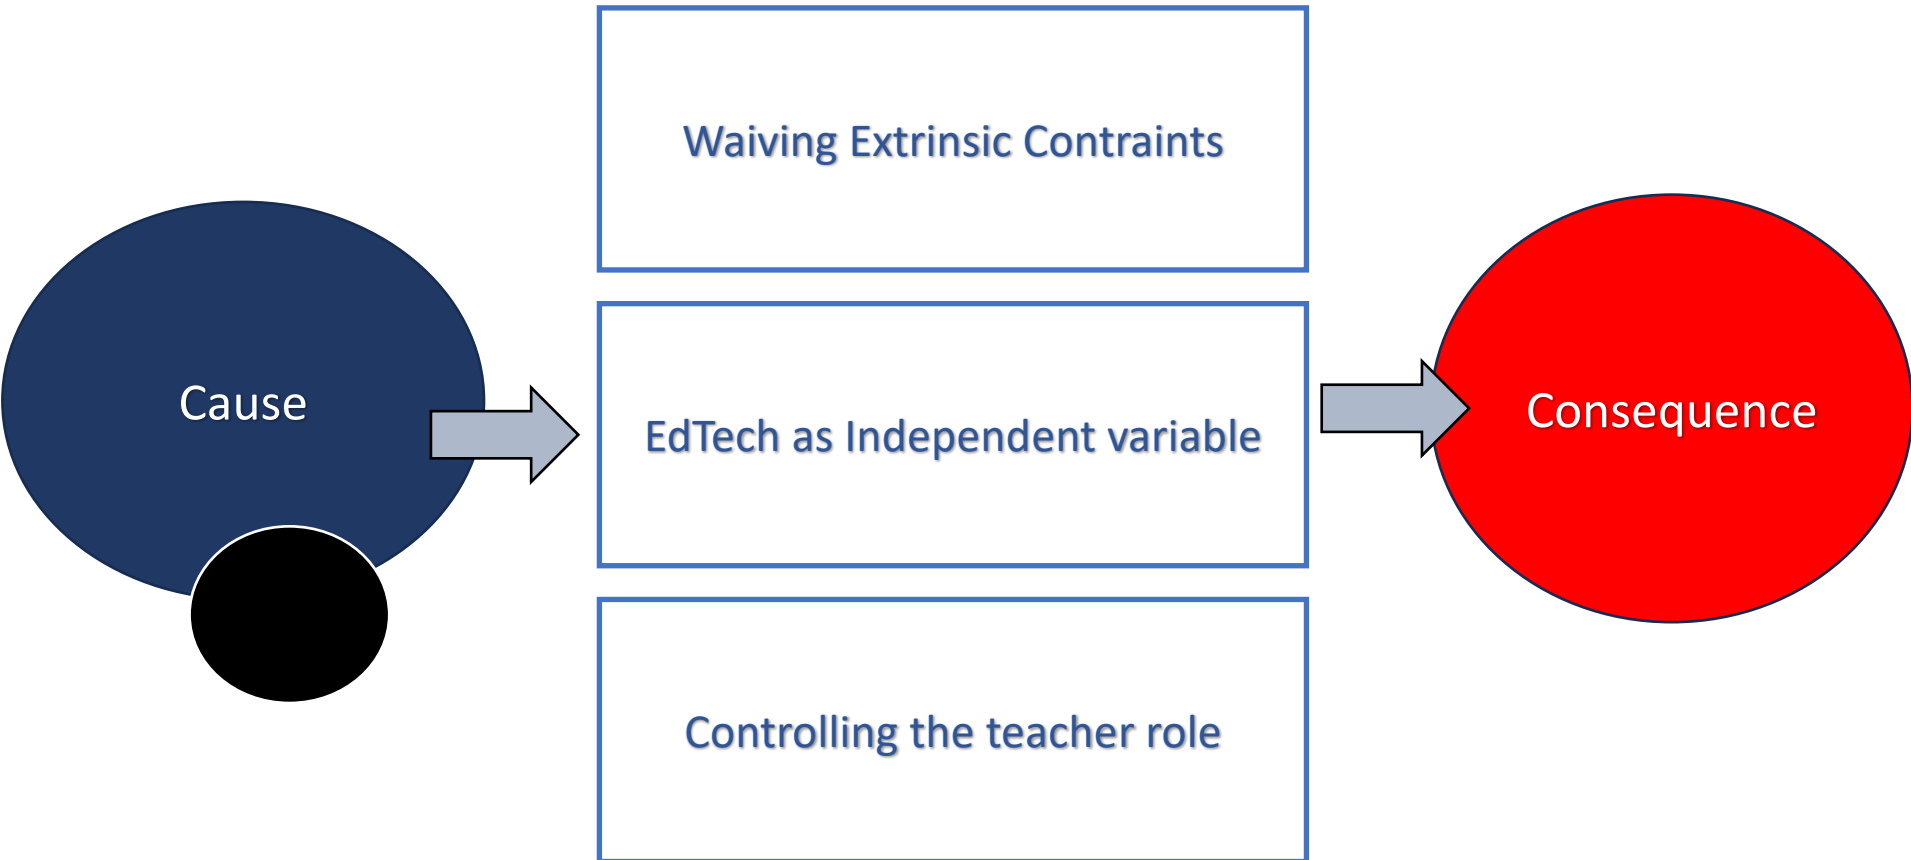 Waiving Extrinsic Contraints
Cause
EdTech as Independent variable
Consequence
Controlling the teacher role